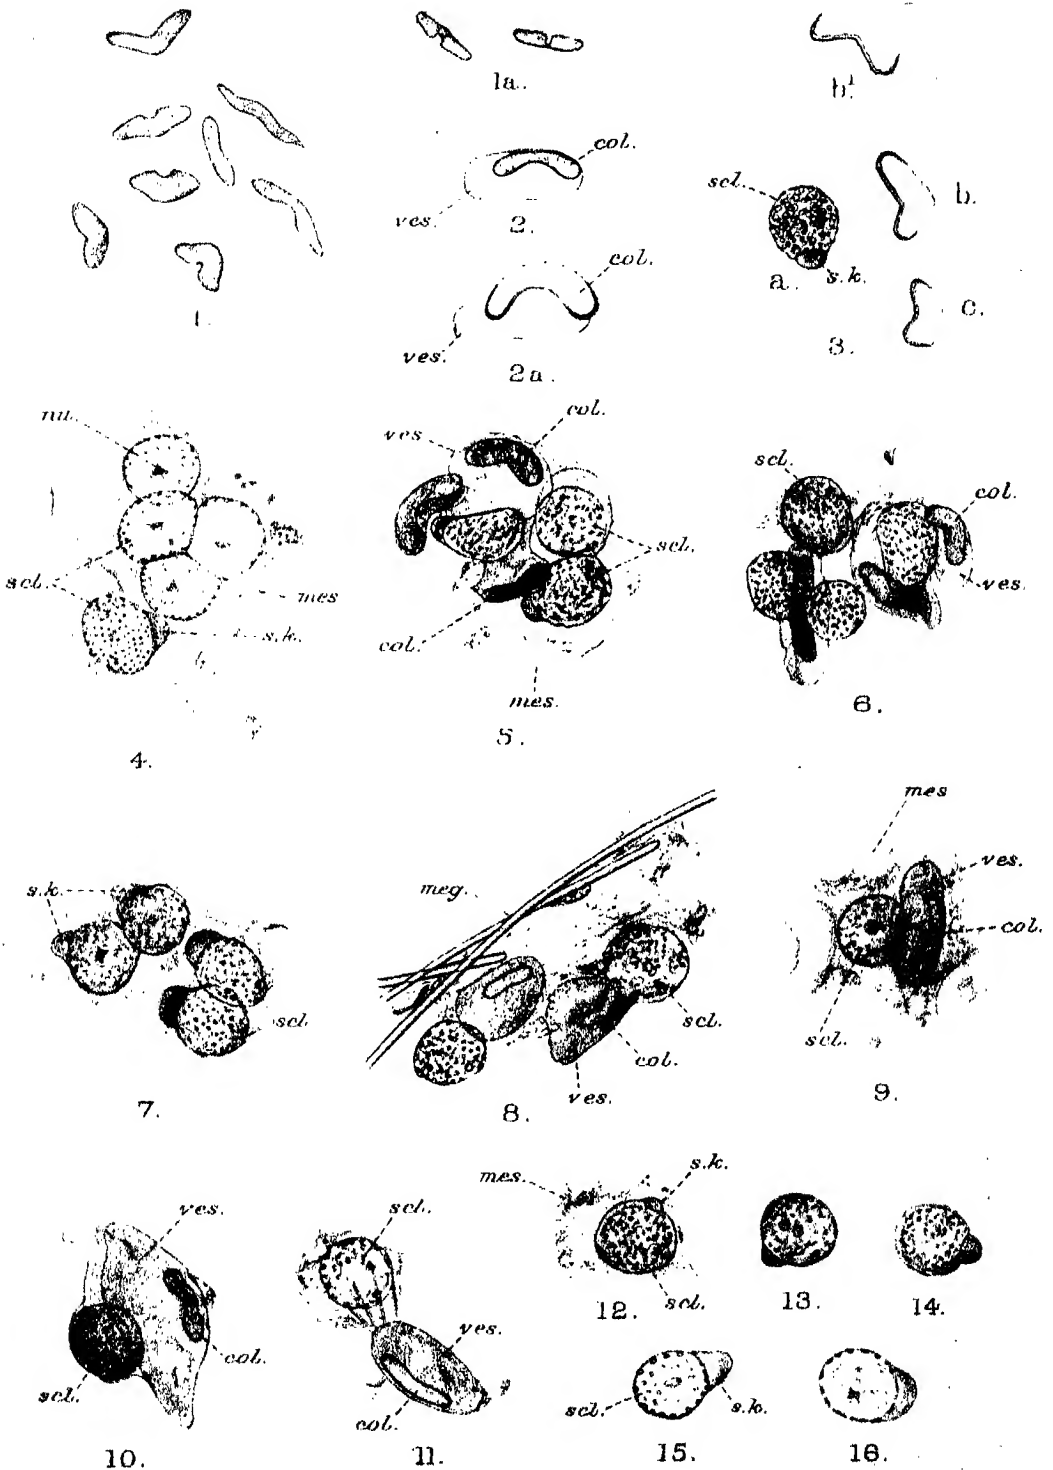 1a.
b¹.
col.
ves.
2.
scl.
b.
a.
s.k.
1.
col.
c.
ves.
3.
2a.
nu.
scl.
mes
s.k.
4.
ves
col.
scl.
col.
mes.
5.
scl.
col.
ves.
6.
s.k.
scl
7.
meg.
scl.
col.
ves.
8.
mes
ves.
col.
scl.
9.
ves.
scl.
col.
10.
scl.
ves.
col.
11.
mes.
s.k.
scl.
12.
13.
14.
scl.
s.k.
15.
16.